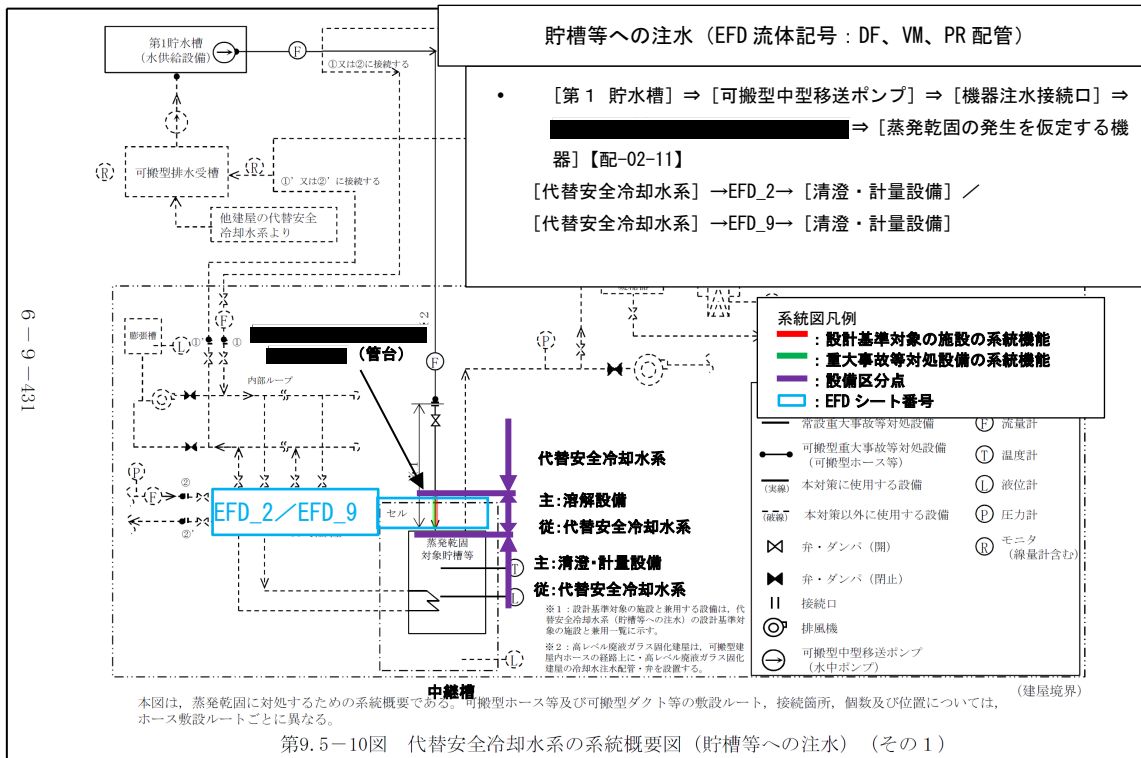 貯槽等への注水（EFD 流体記号：DF、VM、PR 配管）
• ［第１ 貯水槽］⇒［可搬型中型移送ポンプ］⇒［機器注水接続口］⇒
⇒［蒸発乾固の発生を仮定する機
器］【配-02-11】
［代替安全冷却水系］→EFD_2→［清澄・計量設備］／
［代替安全冷却水系］→EFD_9→［清澄・計量設備］
第1貯水槽
（水供給設備）
F
①又は②に接続する
R
可搬型排水受槽
R
①’又は②’に接続する
他建屋の代替安全
冷却水系より
6－9－431
膨張槽
L
①’
F
①
※2
（管台）
F
P
内部ループ
系統図凡例
：設計基準対象の施設の系統機能
：重大事故等対処設備の系統機能
：設備区分点
：EFD シート番号
常設重大事故等対処設備
可搬型重大事故等対処設備
（可搬型ホース等）
（実線）
本対策に使用する設備
（破線）
本対策以外に使用する設備
弁・ダンパ（開）
弁・ダンパ（閉止）
接続口
排風機
可搬型中型移送ポンプ
（水中ポンプ）
F 流量計
T 温度計
L 液位計
P 圧力計
R モニタ
（線量計含む）
代替安全冷却水系
主：溶解設備
従：代替安全冷却水系
主：清澄・計量設備
従：代替安全冷却水系
P
F
②
②’
EFD_2／EFD_9
セル
蒸発乾固
対象貯槽等
T
L
L
※1：設計基準対象の施設と兼用する設備は，代
替安全冷却水系（貯槽等への注水）の設計基準対
象の施設と兼用一覧に示す。
※2：高レベル廃液ガラス固化建屋は，可搬型建
屋内ホースの経路上に・高レベル廃液ガラス固化
建屋の冷却水注水配管・弁を設置する。
中継槽
（建屋境界）
本図は，蒸発乾固に対処するための系統概要である。可搬型ホース等及び可搬型ダクト等の敷設ルート，接続箇所，個数及び位置については，
ホース敷設ルートごとに異なる。
第9.5－10図 代替安全冷却水系の系統概要図（貯槽等への注水）（その１）